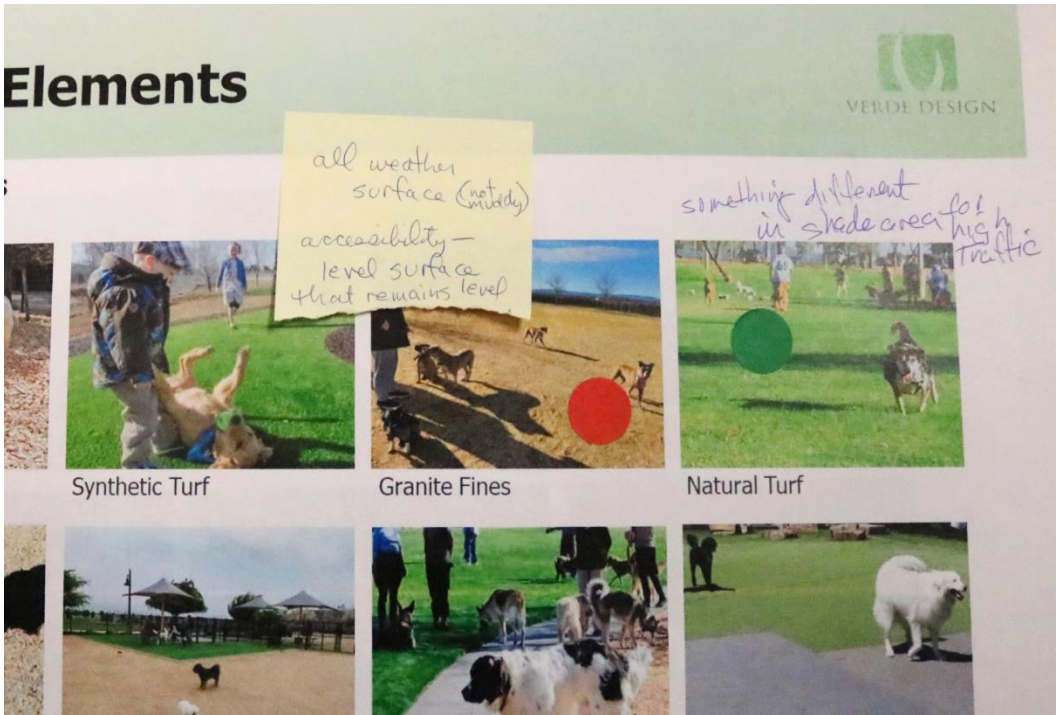 Elements
VERDE DESIGN
s
all weather
surface (not muddy)
accessibility—
level surface
that remains level
something different
in shade area for high Traffic
Synthetic Turf
Granite Fines
Natural Turf